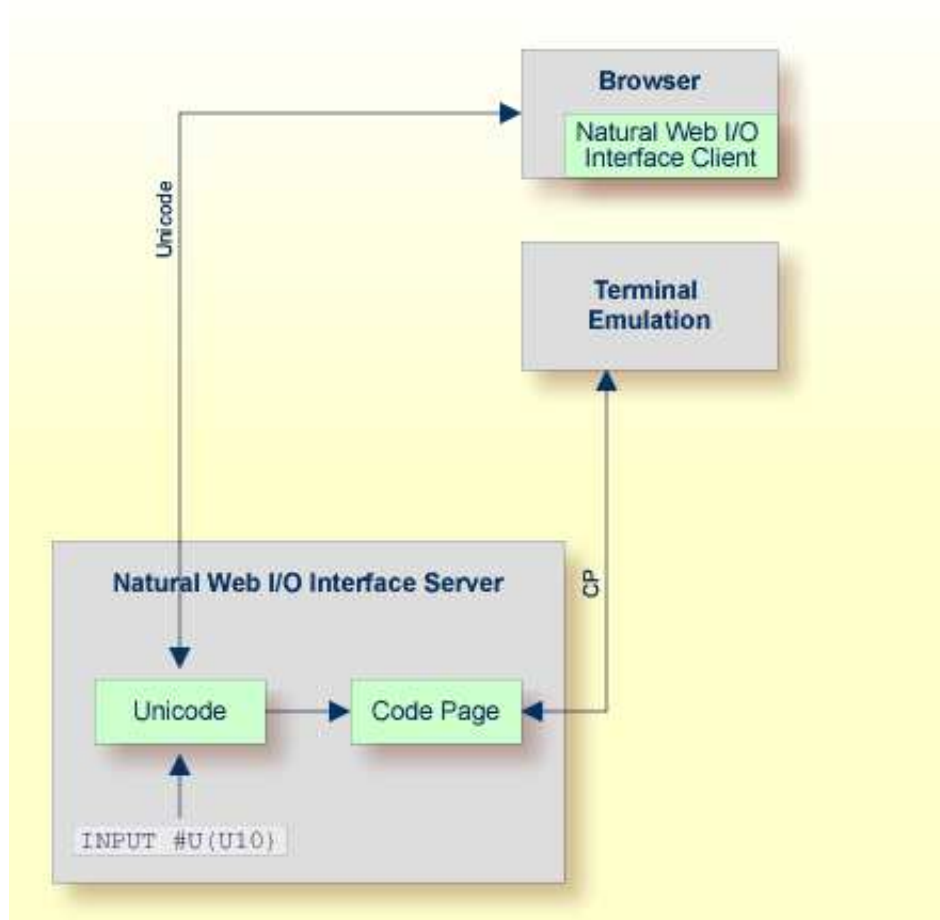 Browser
Natural Web I/O
Interface Client
Unicode
Terminal
Emulation
CP
Natural Web I/O Interface Server
Unicode
Code Page
INPUT #U(U10)